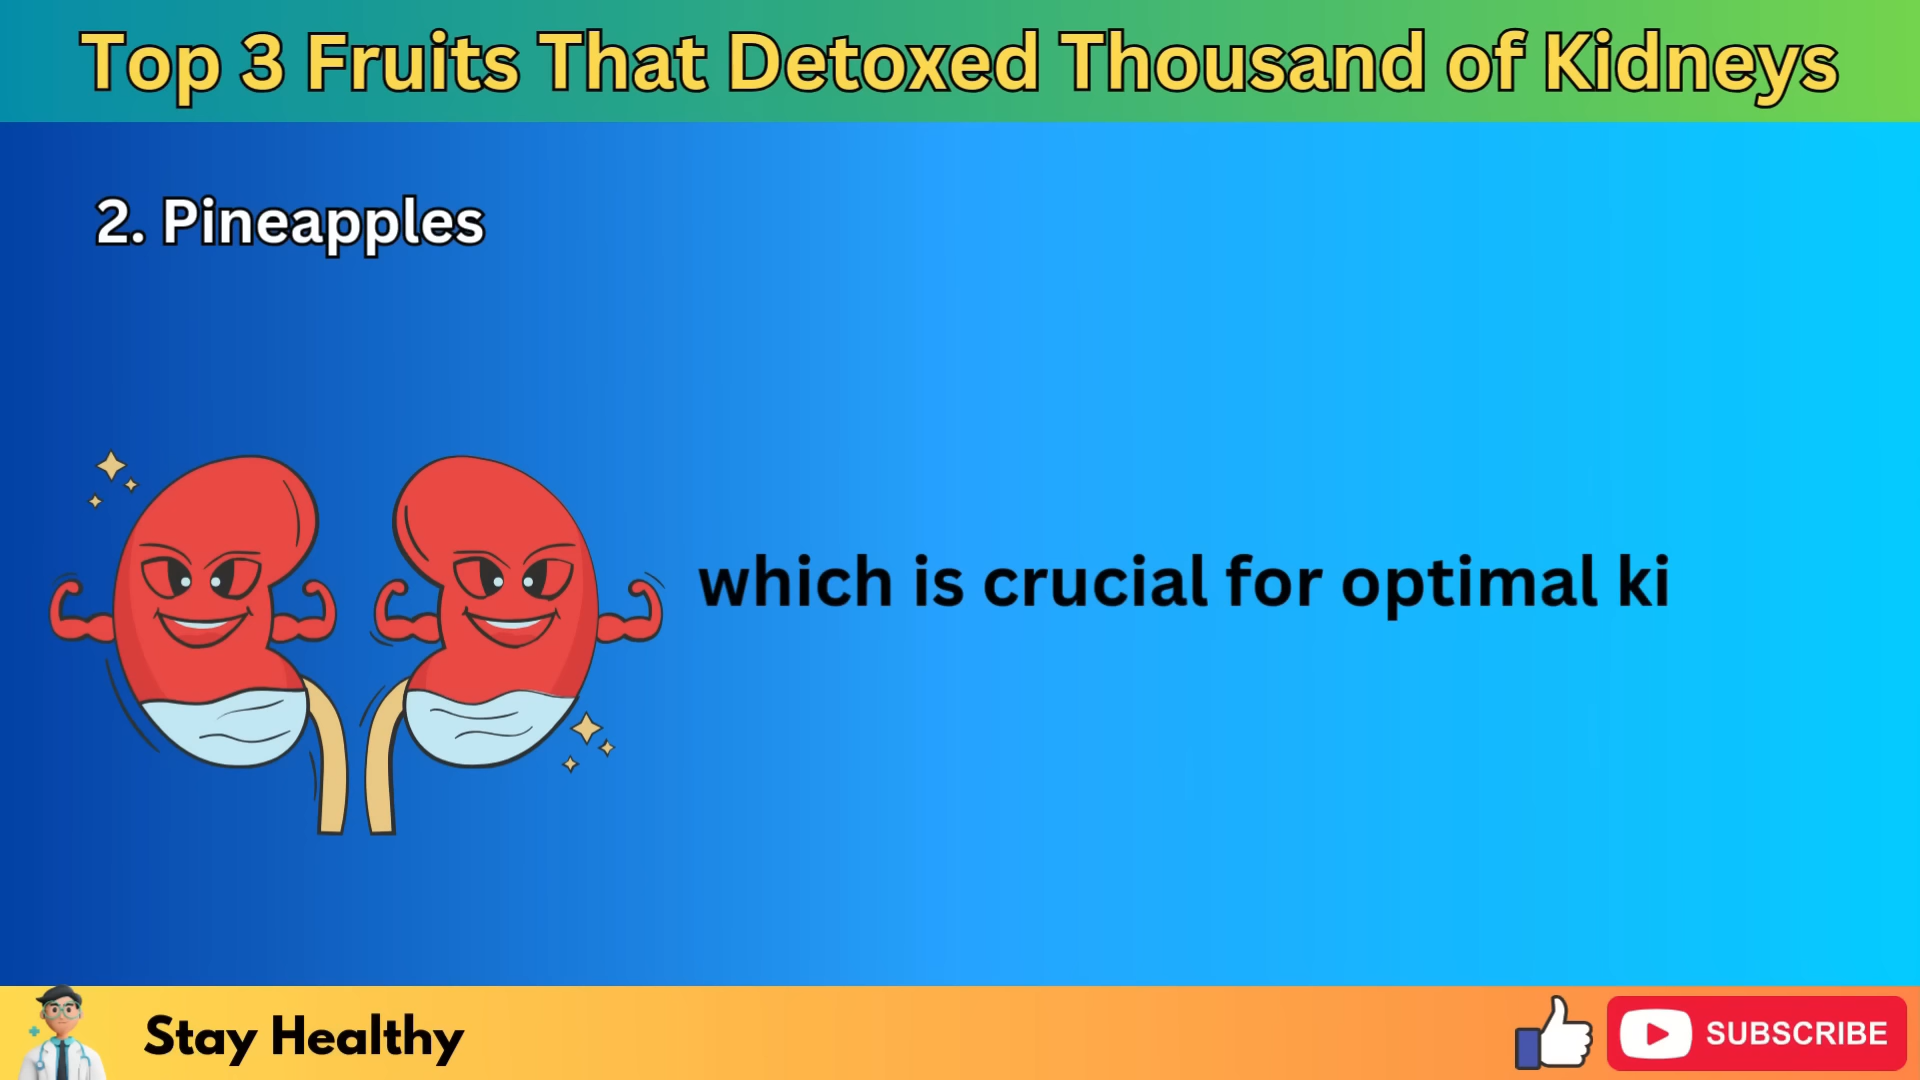 Top 3 Fruits That Detoxed Thousand of Kidneys
2. Pineapples
which is crucial for optimal ki
Stay Healthy
SUBSCRIBE